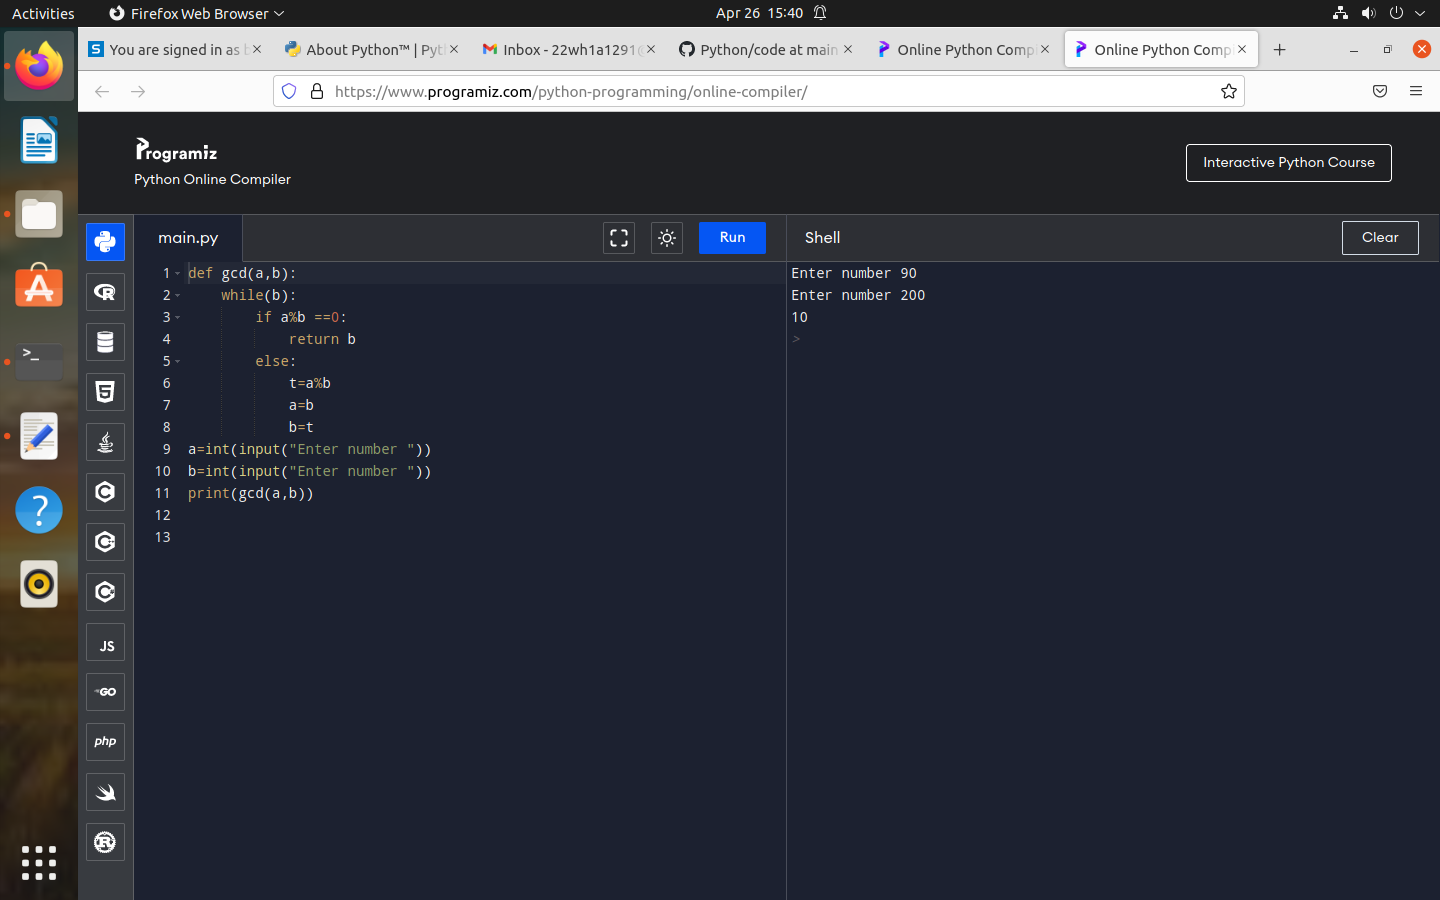 Activities
Firefox Web Browser
Apr 26 15:40
You are signed in as b
About Python™ | Pyt
Inbox - 22wh1a1291@
Python/code at main
Online Python Comp
Online Python Comp
https://www.programiz.com/python-programming/online-compiler/
Programiz
Python Online Compiler
Interactive Python Course
main.py
Run
Shell
Clear
1 def gcd(a,b):
2     while(b):
3         if a%b ==0:
4             return b
5         else:
6             t=a%b
7             a=b
8             b=t
9 a=int(input("Enter number "))
10 b=int(input("Enter number "))
11 print(gcd(a,b))
12
13
Enter number 90
Enter number 200
10
>
R
5
C
C
C
JS
GO
php
R